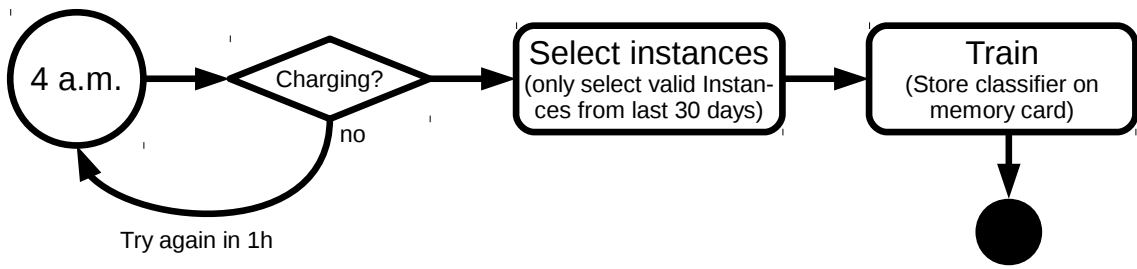 4 a.m.
Charging?
no
Try again in 1h
Select instances
(only select valid Instan-
ces from last 30 days)
Train
(Store classifier on
memory card)